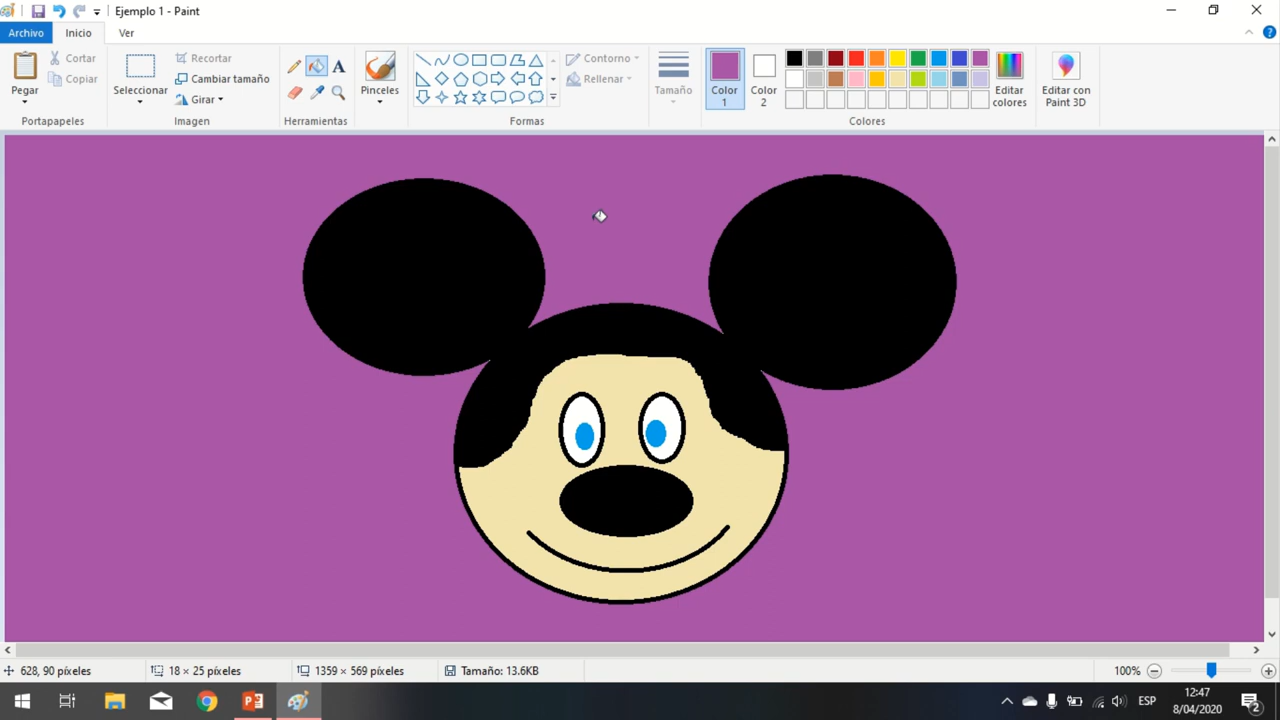 Ejemplo 1 - Paint
Archivo Inicio Ver
Pegar
Cortar
Copiar
Portapapeles
Seleccionar
Recortar
Cambiar tamaño
Girar
Imagen
A
Herramientas
Pinceles
Contorno
Rellenar
Formas
Tamaño
Color 1
Color 2
Editar colores
Colores
Editar con Paint 3D
628, 90 píxeles 18 × 25 píxeles 1359 × 569 píxeles Tamaño: 13.6KB 100%
ESP
12:47
8/04/2020
2